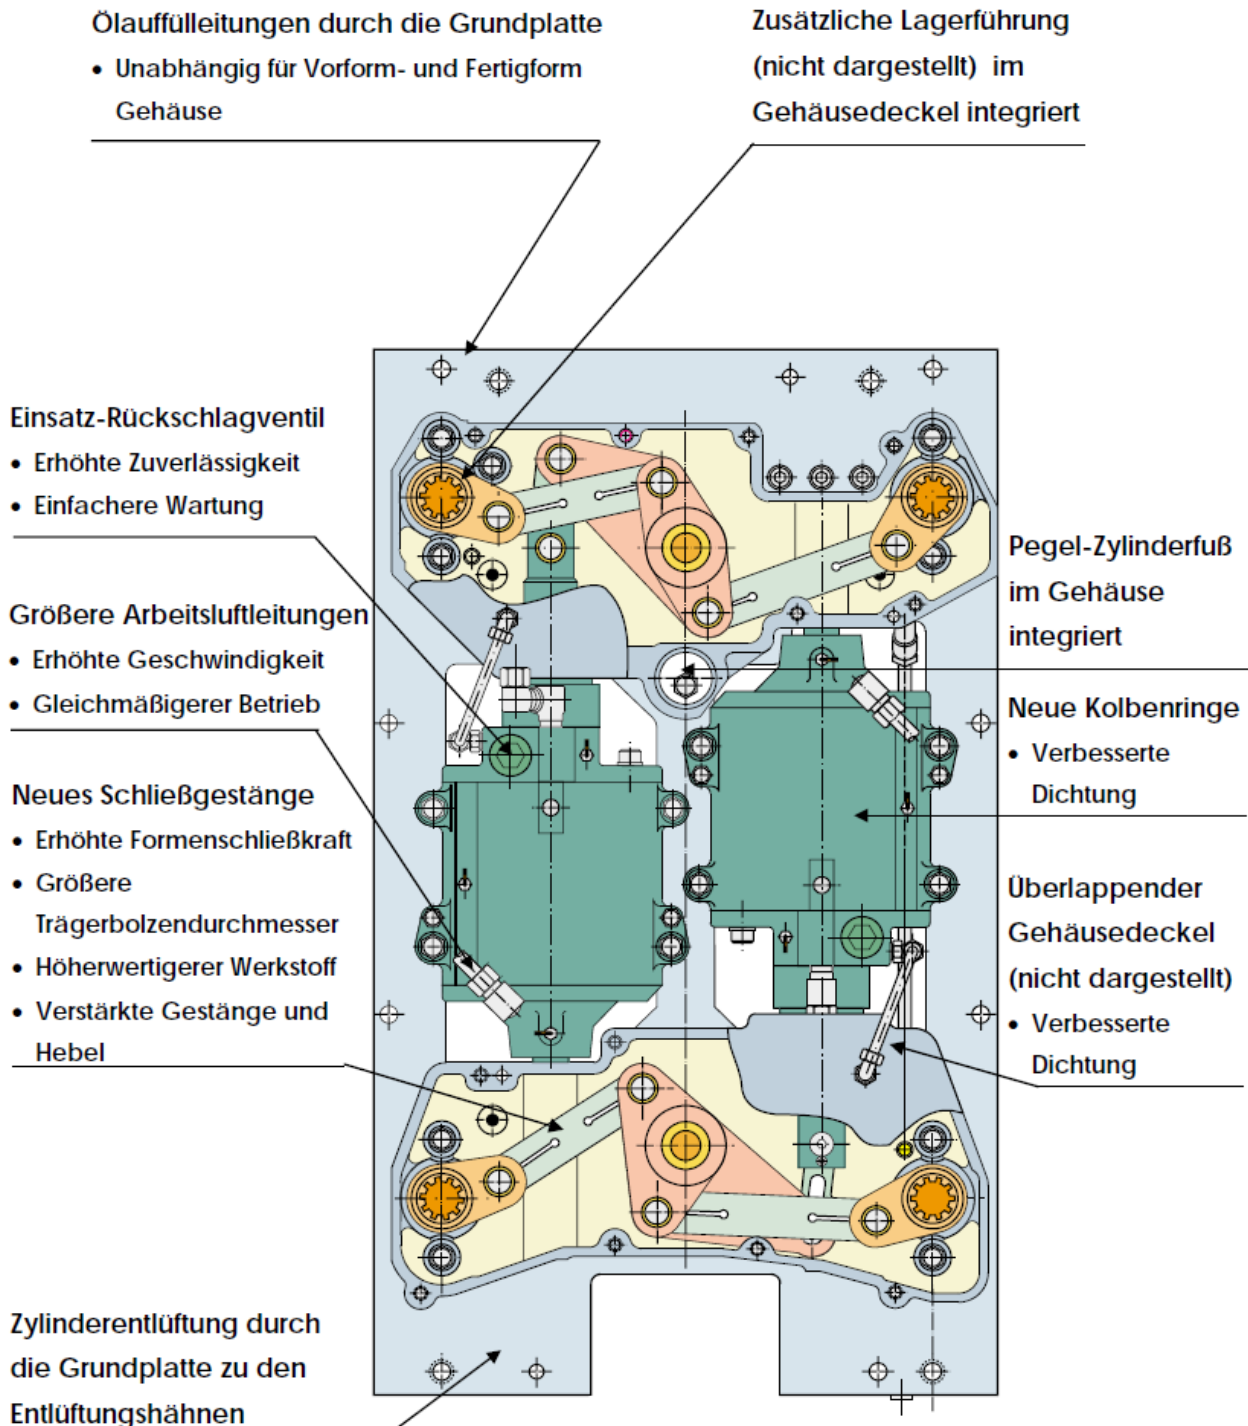 Ölauffülleitungen durch die Grundplatte
• Unabhängig für Vorform- und Fertigform
Gehäuse
Zusätzliche Lagerführung
(nicht dargestellt) im
Gehäusedeckel integriert
Einsatz-Rückschlagventil
• Erhöhte Zuverlässigkeit
• Einfachere Wartung
Größere Arbeitsluftleitungen
• Erhöhte Geschwindigkeit
• Gleichmäßigerer Betrieb
Neues Schließgestänge
• Erhöhte Formenschließkraft
• Größere
Trägerbolzendurchmesser
• Höherwertigerer Werkstoff
• Verstärkte Gestänge und
Hebel
Zylinderentlüftung durch
die Grundplatte zu den
Entlüftungshähnen
Pegel-Zylinderfuß
im Gehäuse
integriert
Neue Kolbenringe
• Verbesserte
Dichtung
Überlappender
Gehäusedeckel
(nicht dargestellt)
• Verbesserte
Dichtung